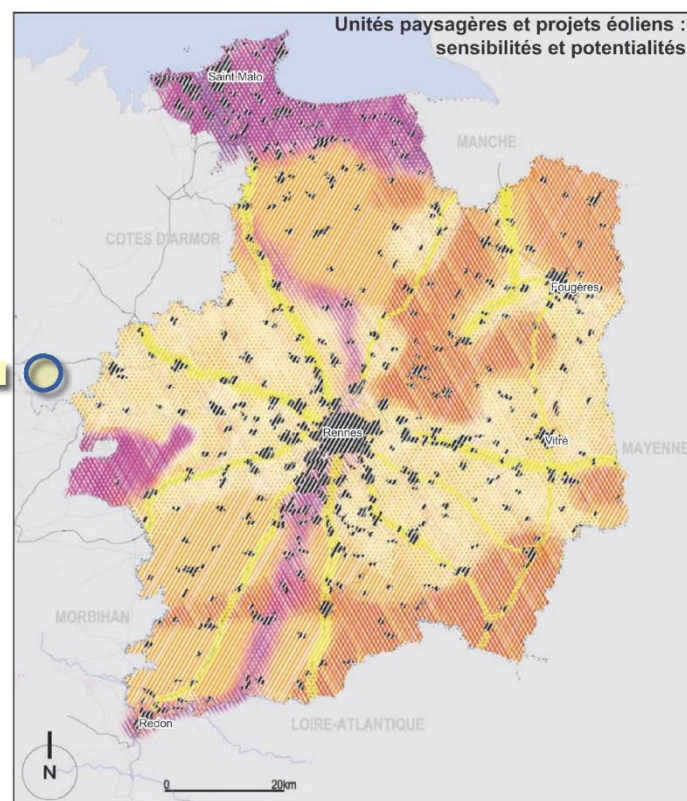 Unités paysagères et projets éoliens :
sensibilités et potentialités
Saint Malo
MANCHE
COTES D'ARMOR
Fougères
Rennes
Vitré
MAYENNE
MORBIHAN
Redon
LOIRE-ATLANTIQUE
N
0 20km